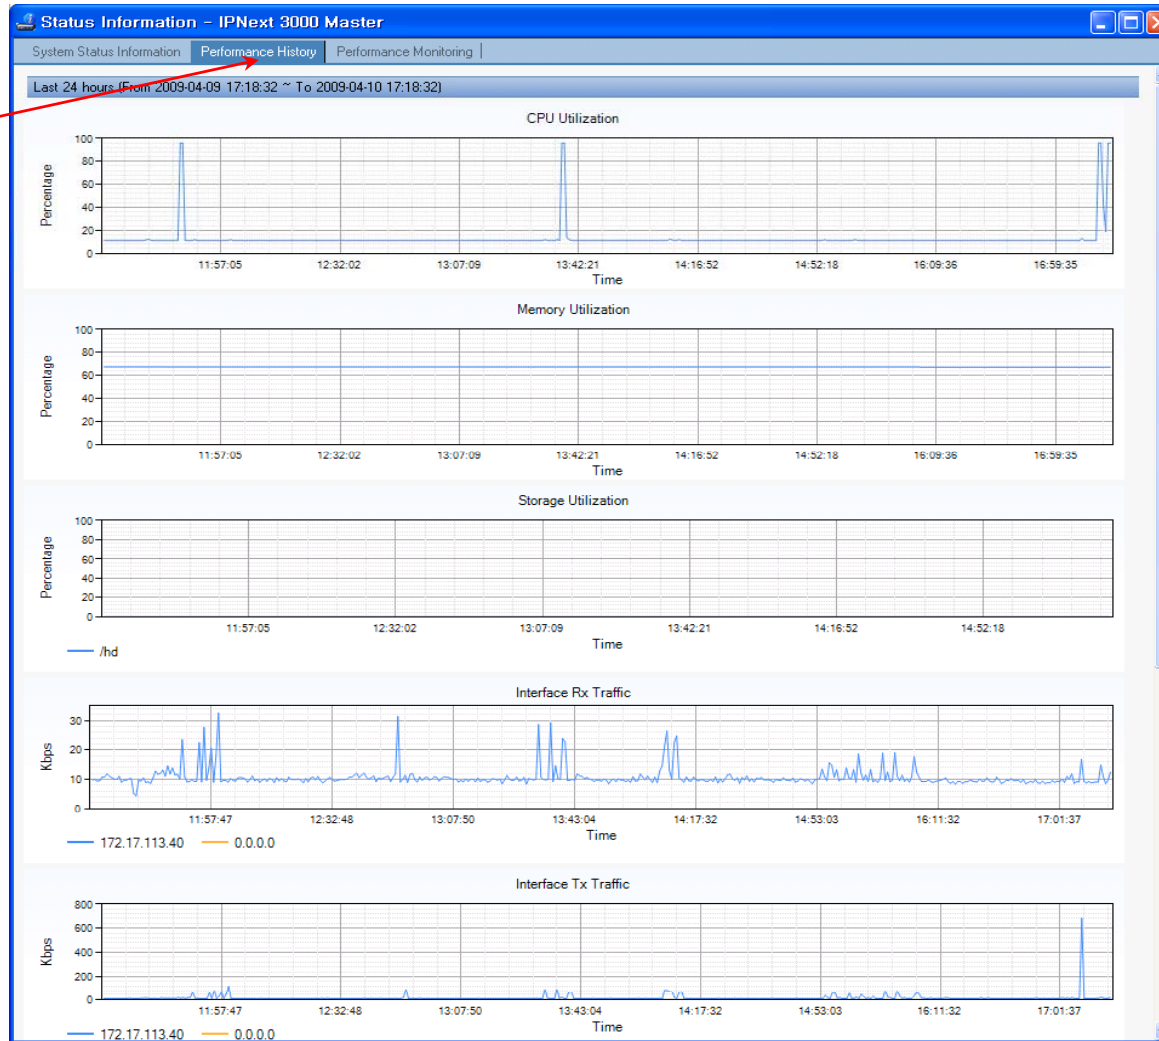 Status Information - IPNext 3000 Master
System Status Information Performance History Performance Monitoring
Last 24 hours (From 2009-04-09 17:18:32 ~ To 2009-04-10 17:18:32)
CPU Utilization
Percentage
100
80
60
40
20
0
11:57:05 12:32:02 13:07:09 13:42:21 14:16:52 14:52:18 16:09:36 16:59:35
Time
Memory Utilization
Percentage
100
80
60
40
20
0
11:57:05 12:32:02 13:07:09 13:42:21 14:16:52 14:52:18 16:09:36 16:59:35
Time
Storage Utilization
Percentage
100
80
60
40
20
0
11:57:05 12:32:02 13:07:09 13:42:21 14:16:52 14:52:18
Time
/hd
Interface Rx Traffic
Kbps
30
20
10
0
11:57:47 12:32:48 13:07:50 13:43:04 14:17:32 14:53:03 16:11:32 17:01:37
Time
172.17.113.40 0.0.0.0
Interface Tx Traffic
Kbps
800
600
400
200
0
11:57:47 12:32:48 13:07:50 13:43:04 14:17:32 14:53:03 16:11:32 17:01:37
Time
172.17.113.40 0.0.0.0